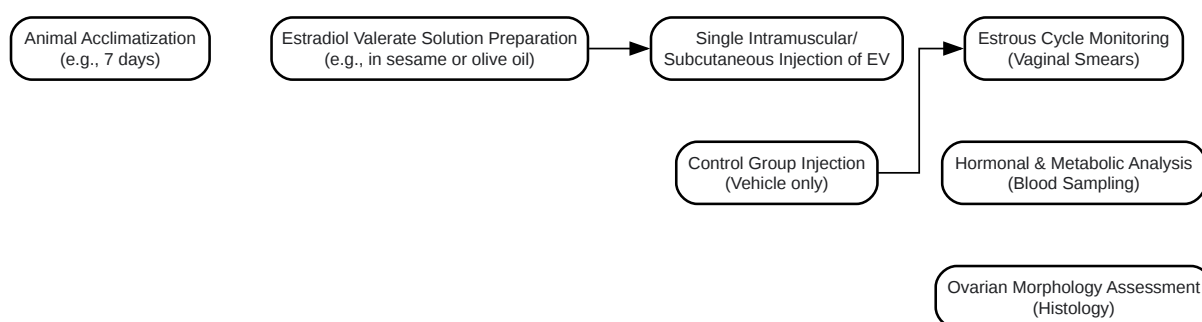 Animal Acclimatization
(e.g., 7 days)
Estradiol Valerate Solution Preparation
(e.g., in sesame or olive oil)
Single Intramuscular/
Subcutaneous Injection of EV
Estrous Cycle Monitoring
(Vaginal Smears)
Control Group Injection
(Vehicle only)
Hormonal & Metabolic Analysis
(Blood Sampling)
Ovarian Morphology Assessment
(Histology)